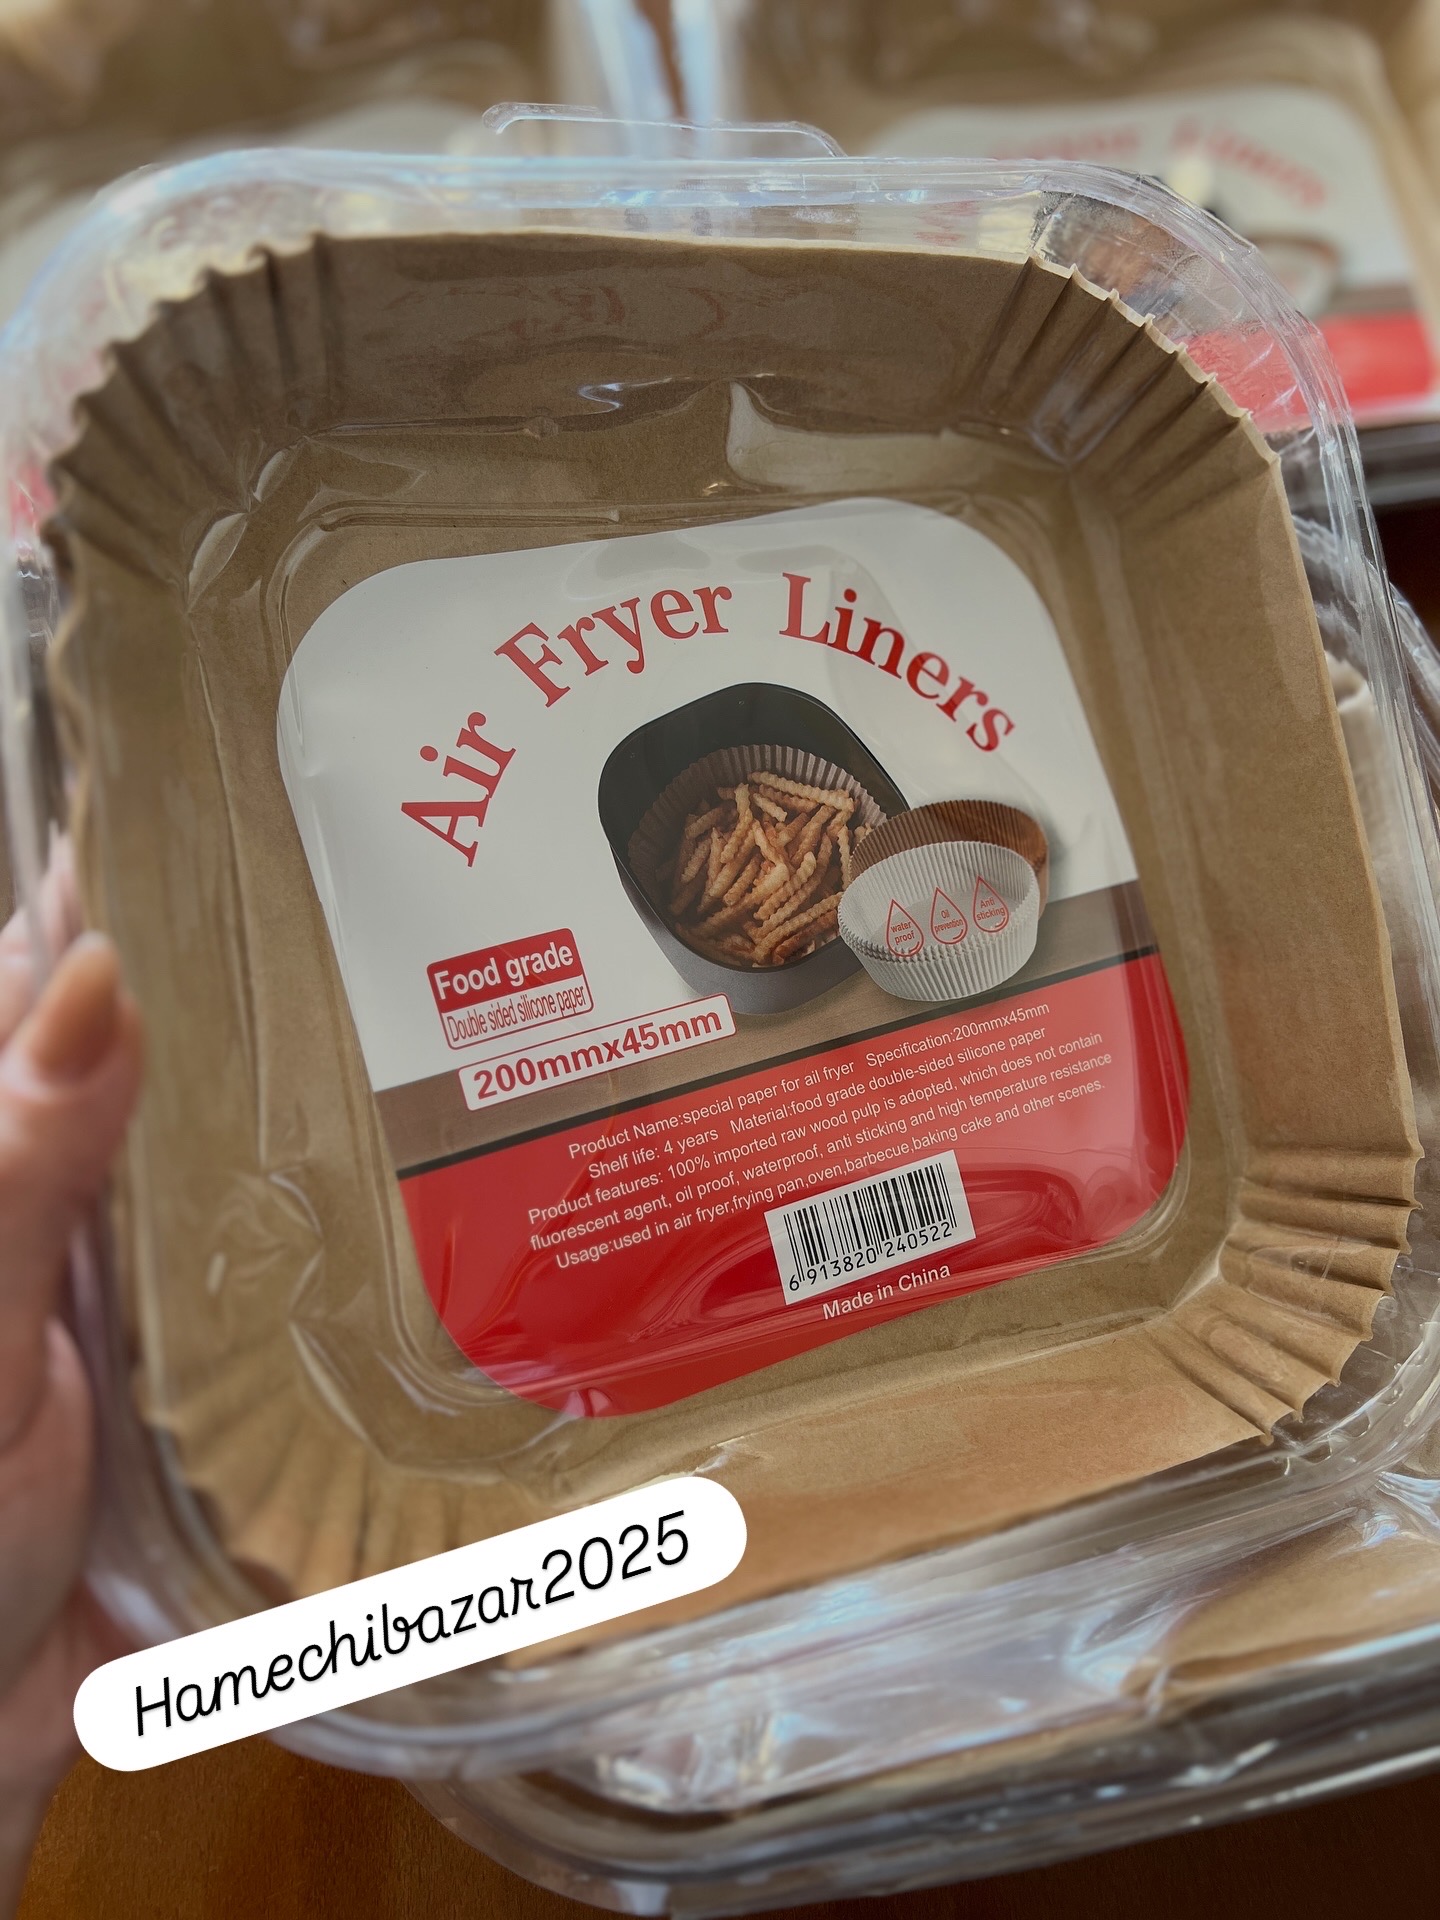 Air Fryer Liners
water
proof
Oil
prevention
Anti
sticking
Food grade
Double sided silicone paper
200mmx45mm
Product Name:special paper for ail fryer Specification:200mmx45mm
Shelf life: 4 years Material:food grade double-sided silicone paper
Product features: 100% imported raw wood pulp is adopted, which does not contain
fluorescent agent, oil proof, waterproof, anti sticking and high temperature resistance
Usage:used in air fryer,frying pan,oven,barbecue,baking cake and other scenes.
6 913820 240522
Made in China
Hamechibazar2025